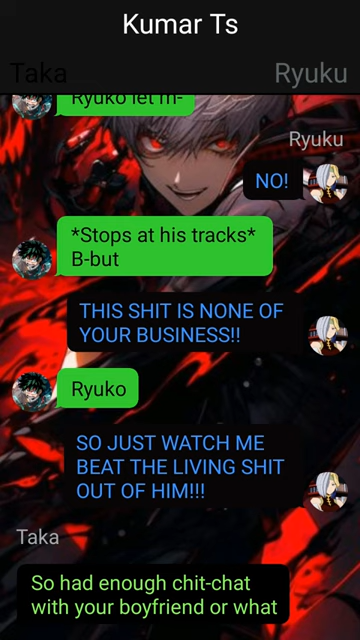 Kumar Ts
Taka
Ryuku
Ryuko let m-
Ryuku
NO!
*Stops at his tracks*
B-but
THIS SHIT IS NONE OF
YOUR BUSINESS!!
Ryuko
SO JUST WATCH ME
BEAT THE LIVING SHIT
OUT OF HIM!!!
Taka
So had enough chit-chat
with your boyfriend or what